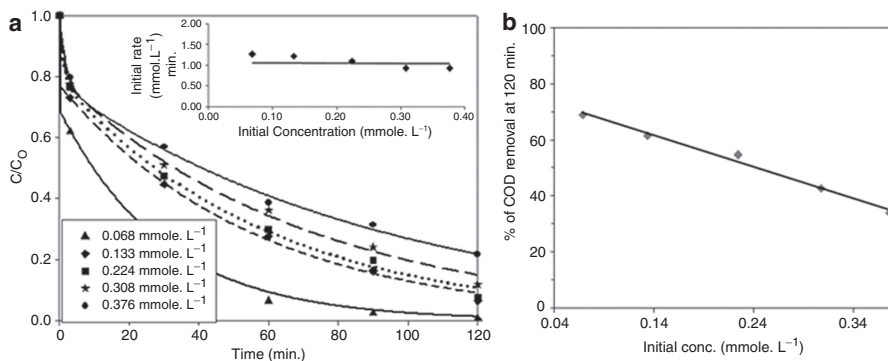 a
1.0
0.8
0.6
0.4
0.2
0.0
C/C_O
0
20
40
60
80
100
120
Time (min.)
▲ 0.068 mmole. L⁻¹
◆ 0.133 mmole. L⁻¹
■ 0.224 mmole. L⁻¹
★ 0.308 mmole. L⁻¹
● 0.376 mmole. L⁻¹
Initial rate
(mmol.L⁻¹
min.
2.00
1.50
1.00
0.50
0.00
0.00
0.10
0.20
0.30
0.40
Initial Concentration (mmole. L⁻¹)
b
100
80
60
40
20
0
% of COD removal at 120 min.
0.04
0.14
0.24
0.34
Initial conc. (mmole. L⁻¹)